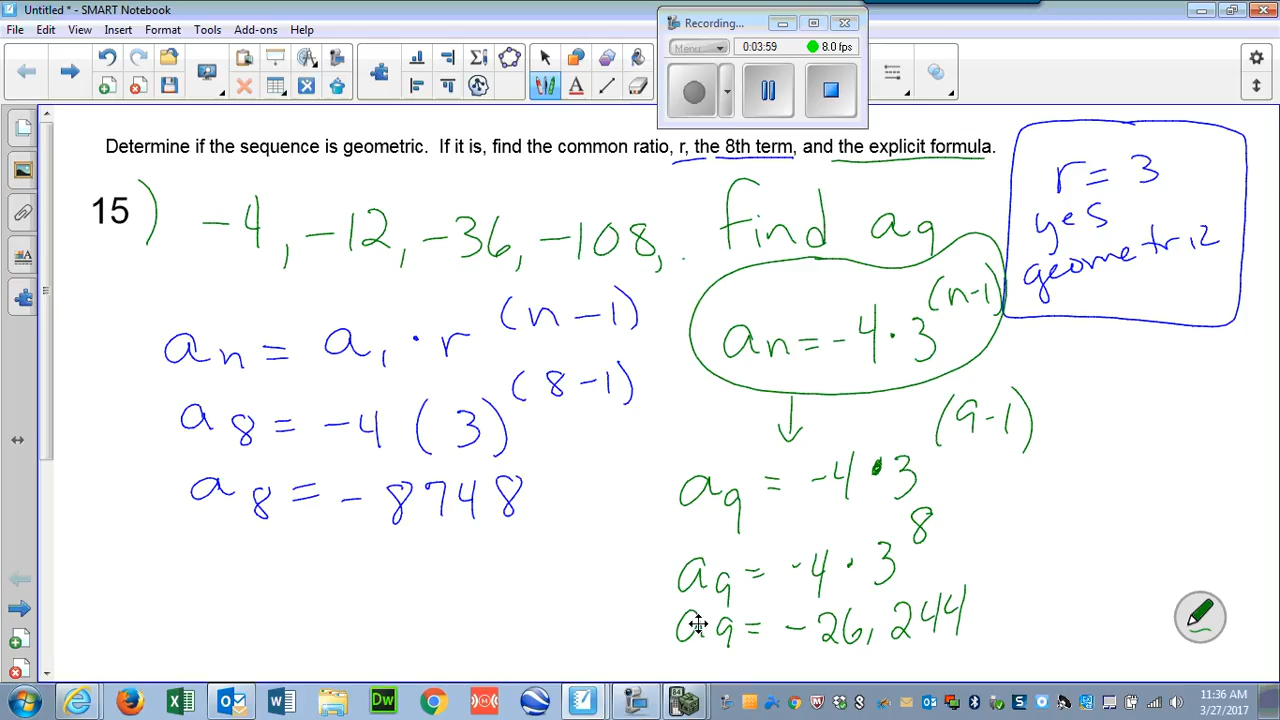 Untitled * - SMART Notebook
File Edit View Insert Format Tools Add-ons Help
Recording...
Menu 0:03:59 8.0 fps
Determine if the sequence is geometric. If it is, find the common ratio, r, the 8th term, and the explicit formula.
15) -4, -12, -36, -108, . find a₉
r = 3
yes
geometric
aₙ = a₁ · r^(n-1)
aₙ = -4 · 3^(n-1)
a₈ = -4 (3)^(8-1)
a₈ = -8748
a₉ = -4 · 3^(9-1)
a₉ = -4 · 3^8
a₉ = -26,244
11:36 AM
3/27/2017